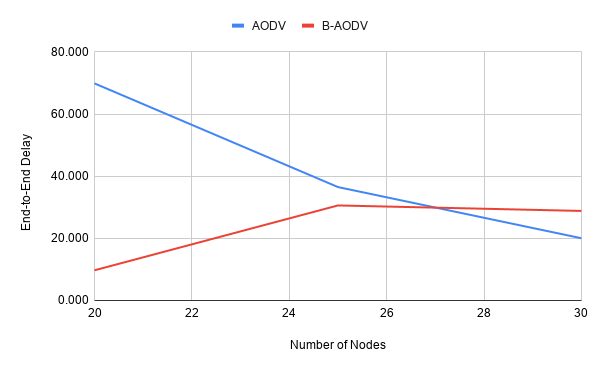 AODV B-AODV
80.000
60.000
40.000
20.000
0.000
End-to-End Delay
20 22 24 26 28 30
Number of Nodes